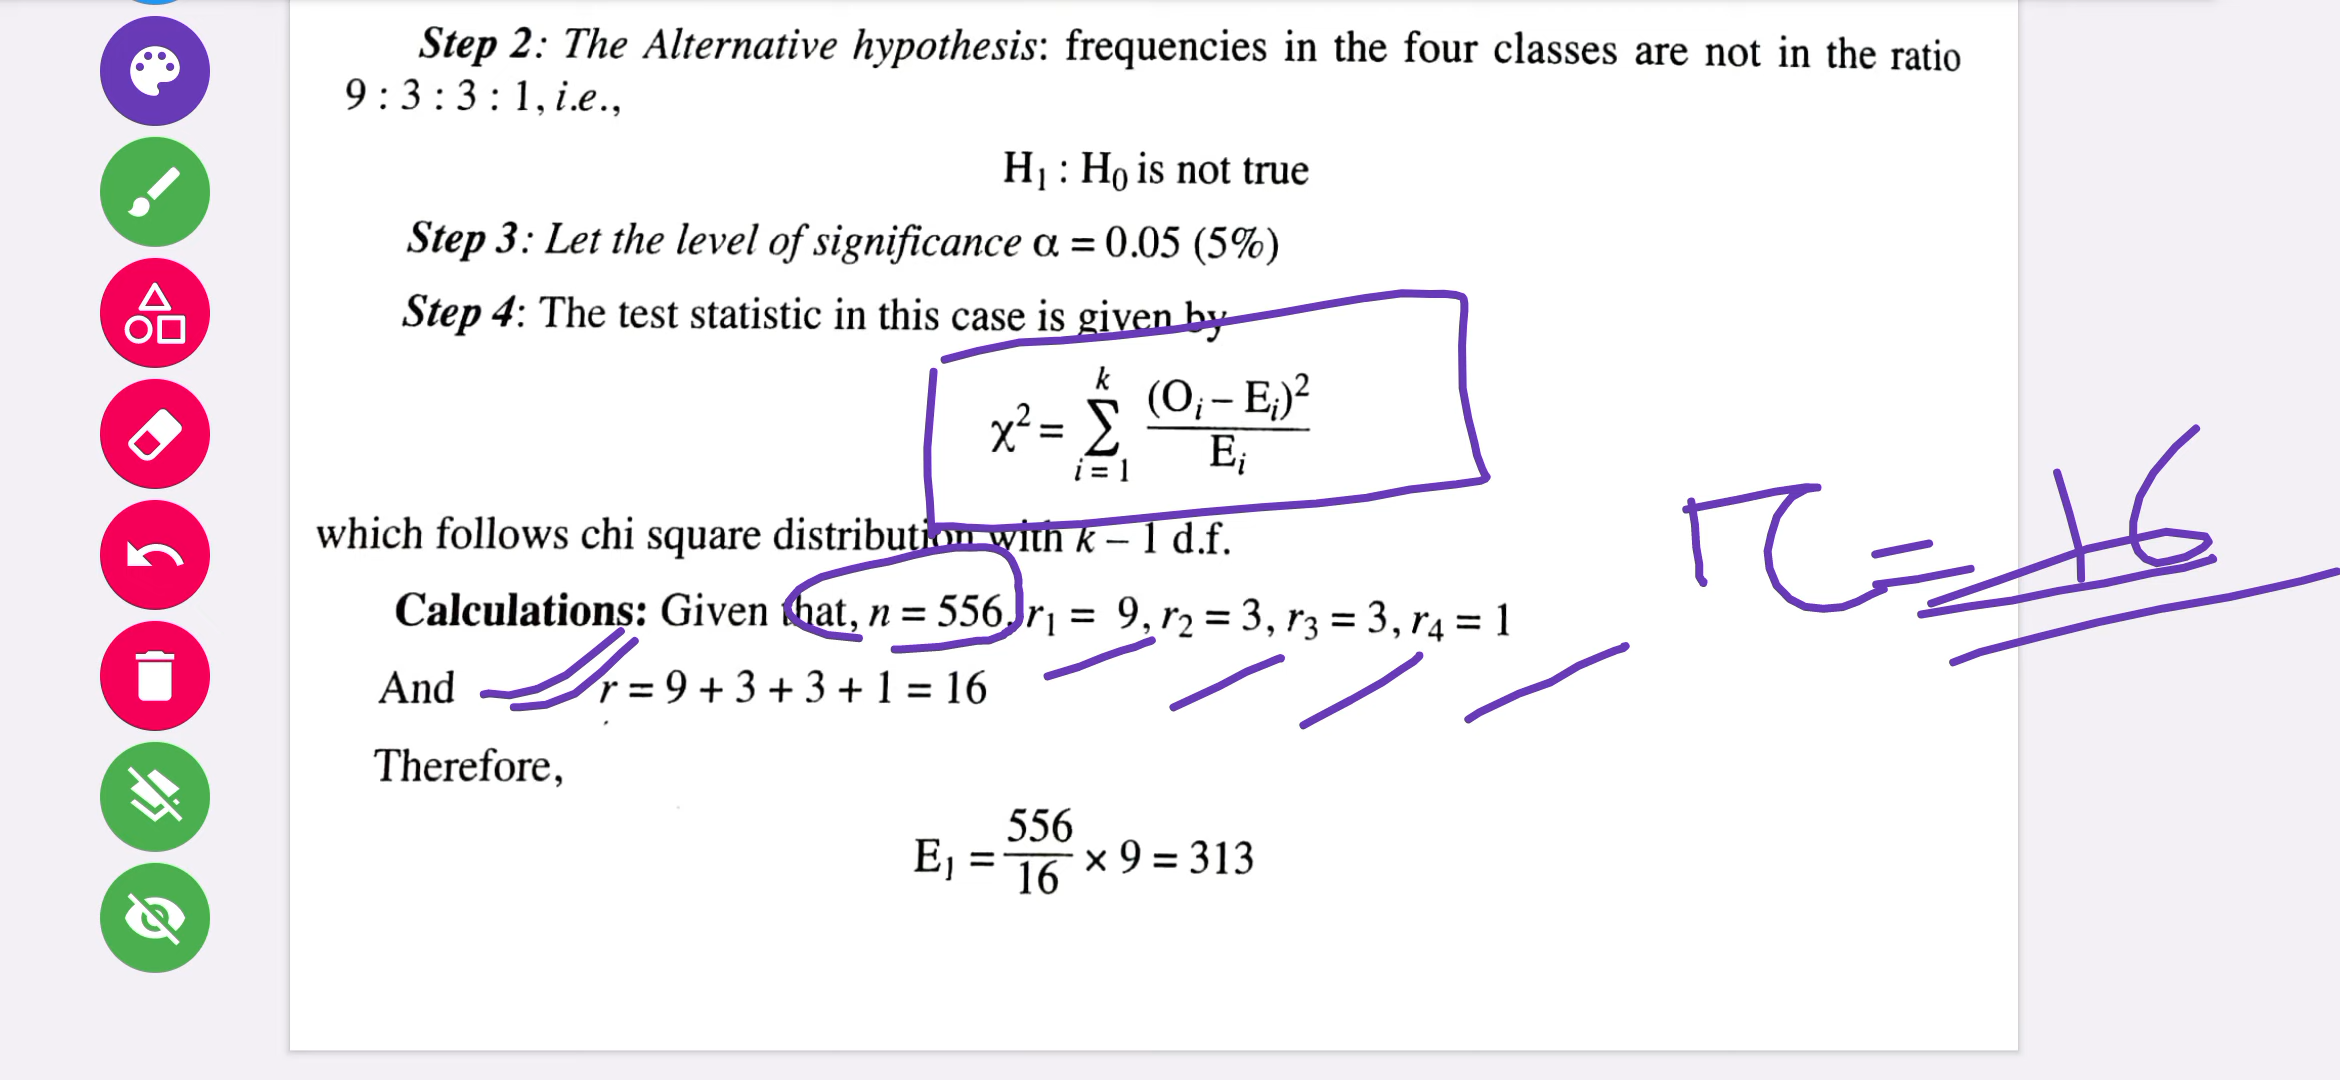 Step 2: The Alternative hypothesis: frequencies in the four classes are not in the ratio
9 : 3 : 3 : 1, i.e.,
H₁ : H₀ is not true
Step 3: Let the level of significance α = 0.05 (5%)
Step 4: The test statistic in this case is given by
χ² = Σ (Oᵢ – Eᵢ)² / Eᵢ
k
i = 1
which follows chi square distribution with k – 1 d.f.
Calculations: Given that, n = 556, r₁ = 9, r₂ = 3, r₃ = 3, r₄ = 1
And r = 9 + 3 + 3 + 1 = 16
r = 16
Therefore,
E₁ = 556/16 × 9 = 313